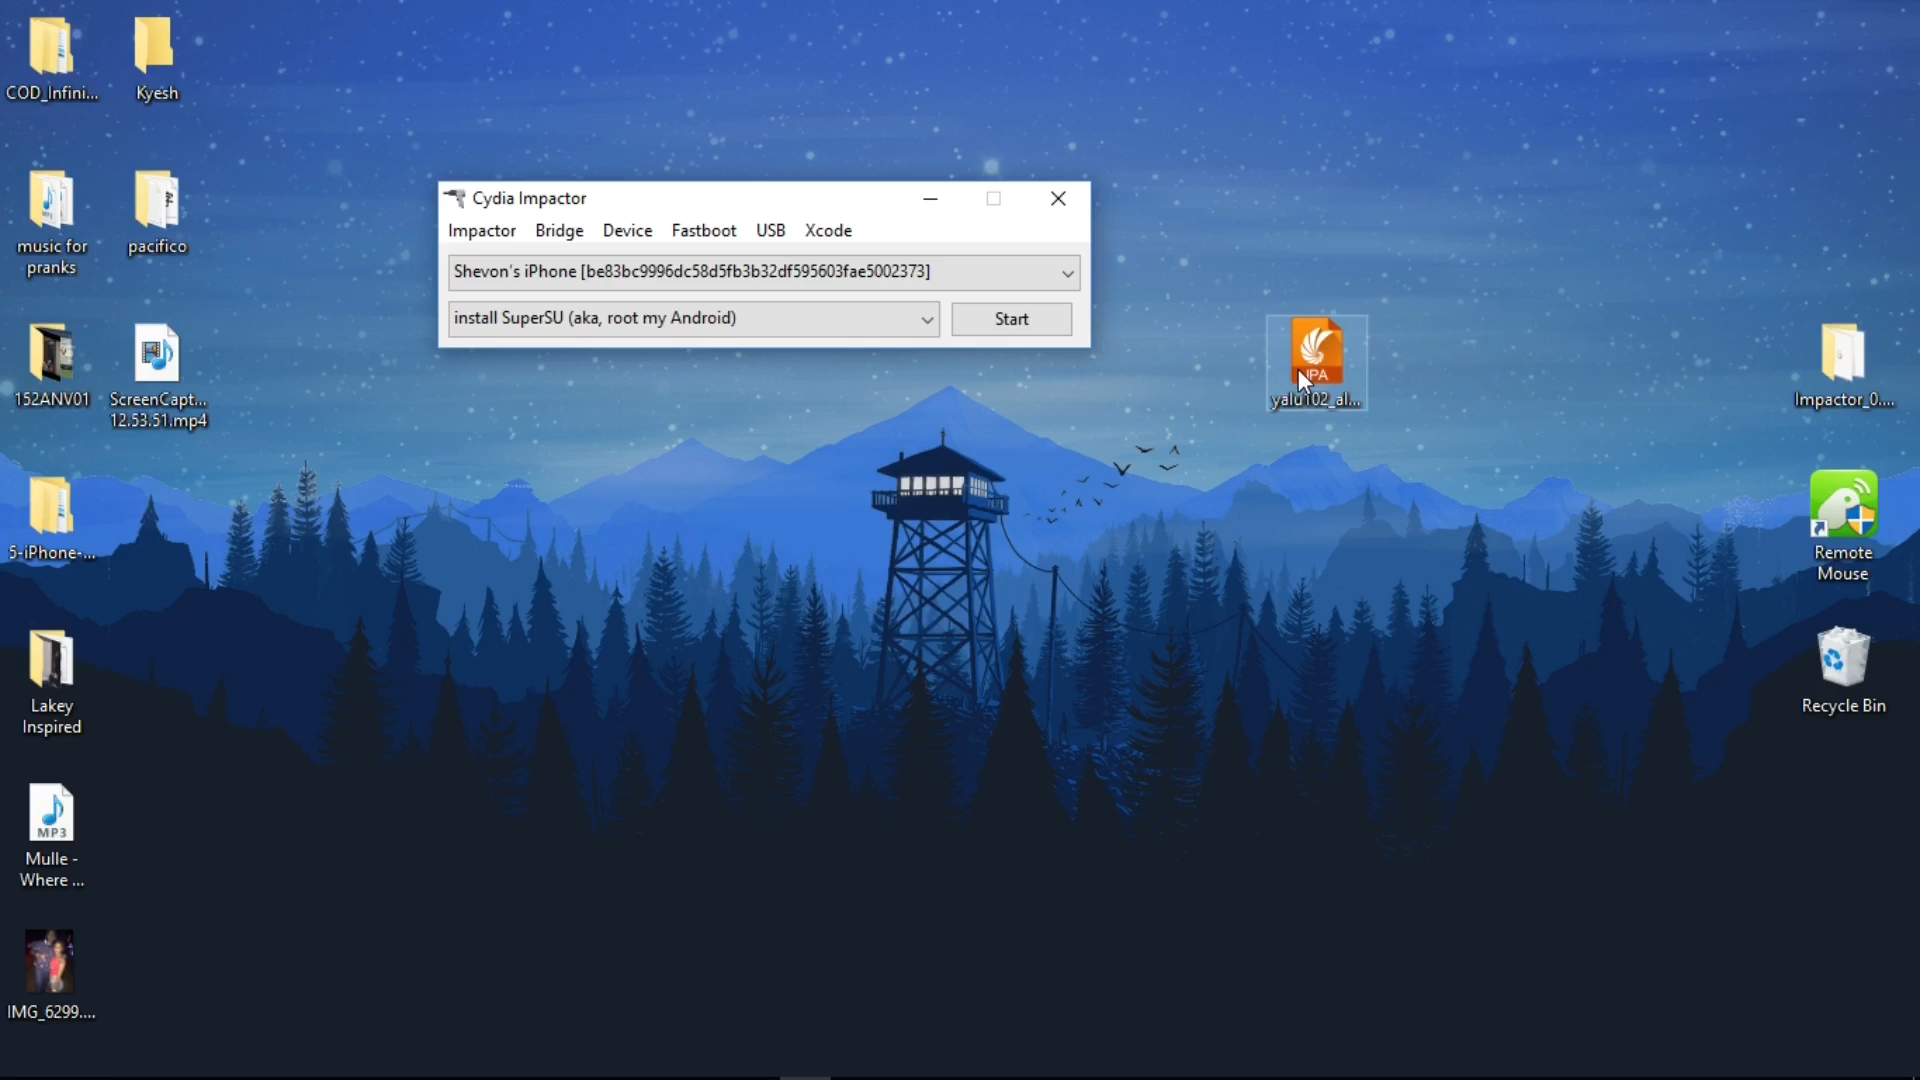 COD_Infini...
Kyesh
music for
pranks
pacifico
152ANV01
ScreenCapt...
12.53.51.mp4
5-iPhone-...
Lakey
Inspired
MP3
Mulle -
Where ...
IMG_6299....
Cydia Impactor
Impactor Bridge Device Fastboot USB Xcode
Shevon's iPhone [be83bc9996dc58d5fb3b32df595603fae5002373]
install SuperSU (aka, root my Android)
Start
IPA
yalu102_al...
Impactor_0....
Remote
Mouse
Recycle Bin